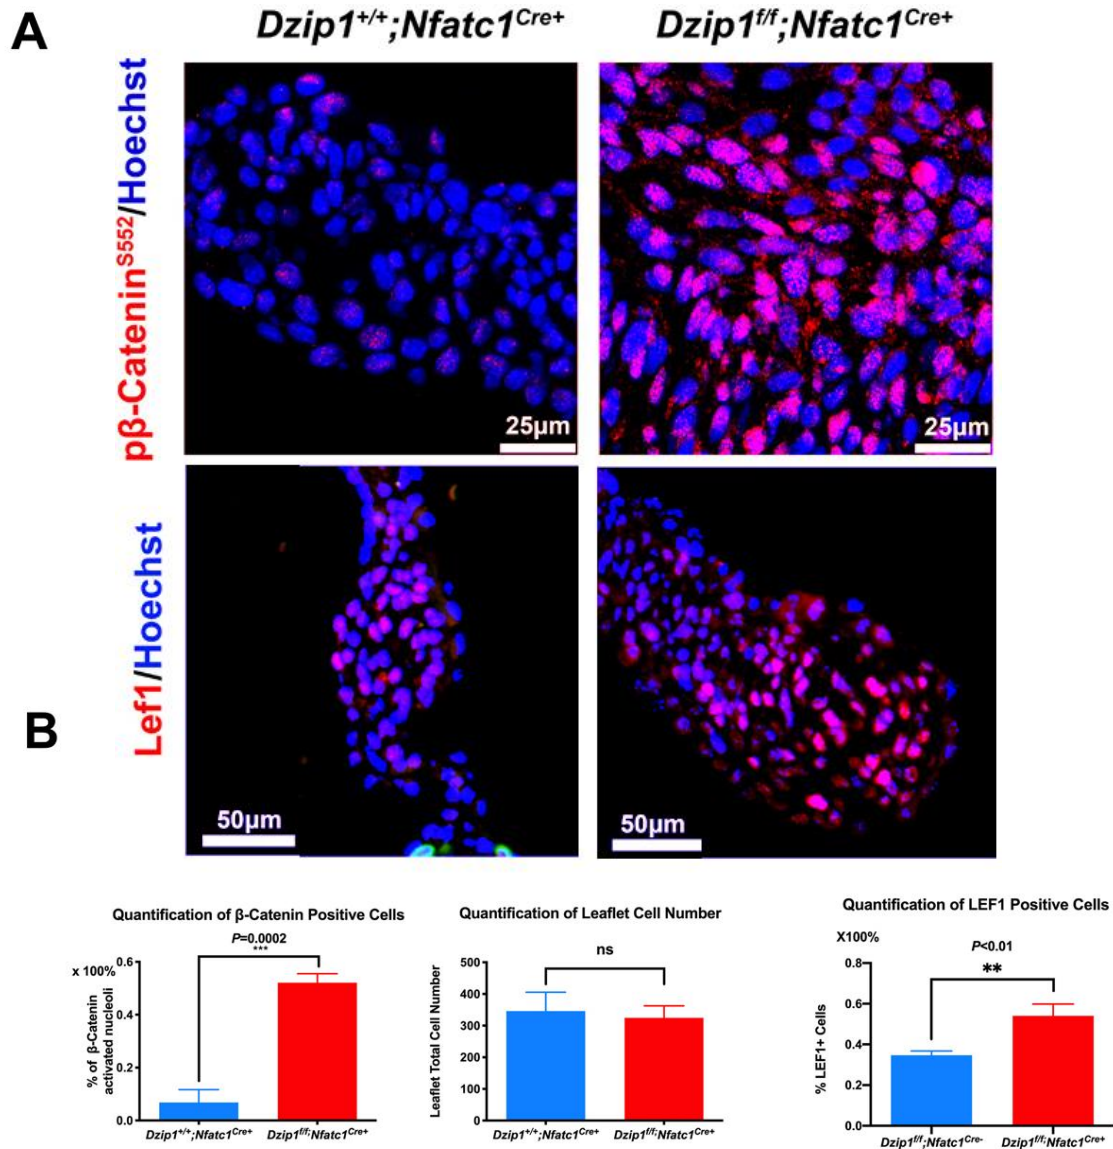 A
Dzip1+/+;Nfatc1Cre+
Dzip1f/f;Nfatc1Cre+
pβ-CateninS552/Hoechst
25μm
25μm
Lef1/Hoechst
50μm
50μm
B
Quantification of β-Catenin Positive Cells
P=0.0002
***
x 100%
0.6
0.4
0.2
0.0
% of β-Catenin
activated nucleoli
Dzip1+/+;Nfatc1Cre+
Dzip1f/f;Nfatc1Cre+
Quantification of Leaflet Cell Number
ns
500
400
300
200
100
0
Leaflet Total Cell Number
Dzip1+/+;Nfatc1Cre+
Dzip1f/f;Nfatc1Cre+
Quantification of LEF1 Positive Cells
X100%
P<0.01
**
0.8
0.6
0.4
0.2
0.0
% LEF1+ Cells
Dzip1f/f;Nfatc1Cre-
Dzip1f/f;Nfatc1Cre+